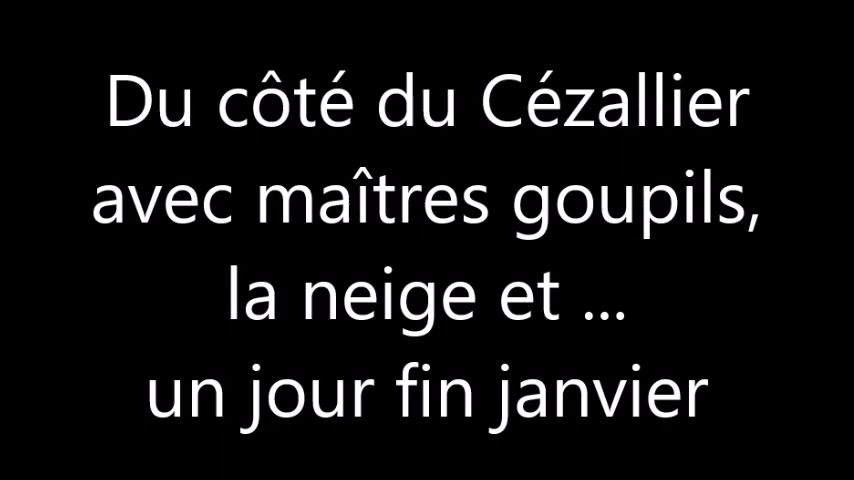 Du côté du Cézallier
avec maîtres goupils,
la neige et ...
un jour fin janvier